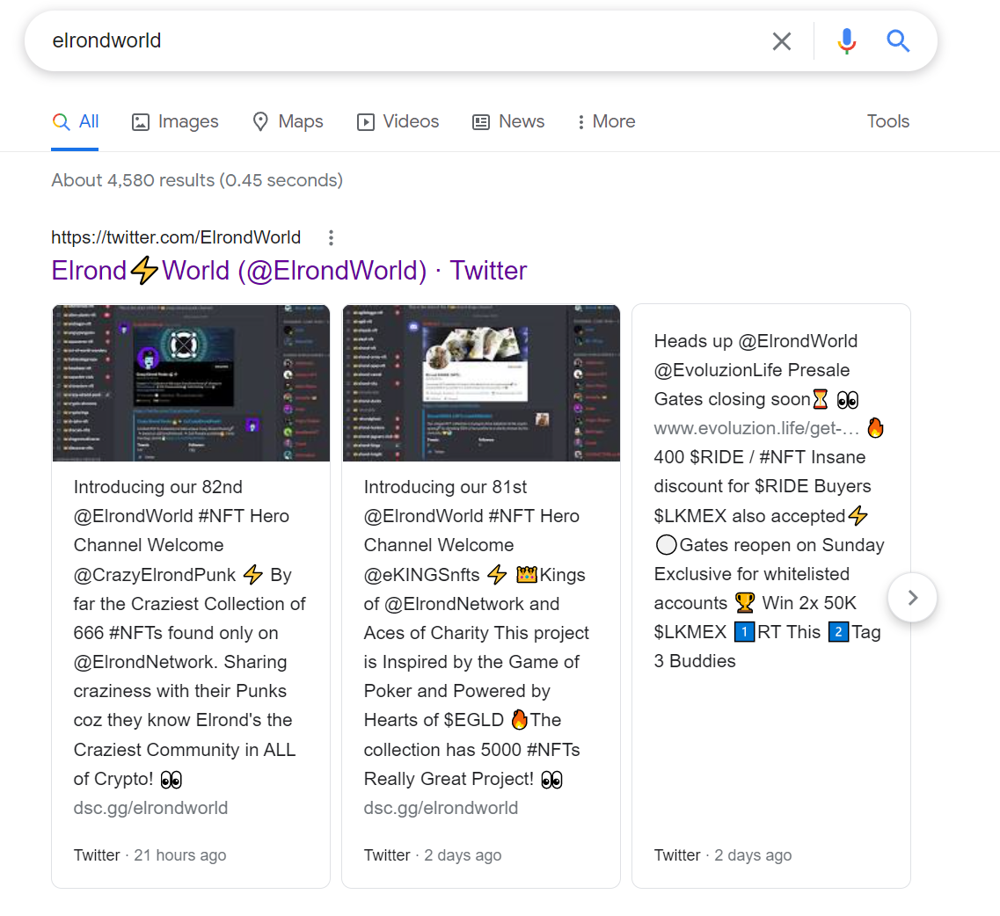 elrondworld
All Images Maps Videos News More Tools
About 4,580 results (0.45 seconds)
https://twitter.com/ElrondWorld
Elrond⚡World (@ElrondWorld) · Twitter
Introducing our 82nd
@ElrondWorld #NFT Hero
Channel Welcome
@CrazyElrondPunk ⚡ By
far the Craziest Collection of
666 #NFTs found only on
@ElrondNetwork. Sharing
craziness with their Punks
coz they know Elrond's the
Craziest Community in ALL
of Crypto! 👀
dsc.gg/elrondworld
Twitter · 21 hours ago
Introducing our 81st
@ElrondWorld #NFT Hero
Channel Welcome
@eKINGSnfts ⚡ 👑Kings
of @ElrondNetwork and
Aces of Charity This project
is Inspired by the Game of
Poker and Powered by
Hearts of $EGLD 🔥The
collection has 5000 #NFTs
Really Great Project! 👀
dsc.gg/elrondworld
Twitter · 2 days ago
Heads up @ElrondWorld
@EvoluzionLife Presale
Gates closing soon⏳ 👀
www.evoluzion.life/get-... 🔥
400 $RIDE / #NFT Insane
discount for $RIDE Buyers
$LKMEX also accepted⚡
⚪Gates reopen on Sunday
Exclusive for whitelisted
accounts 🏆 Win 2x 50K
$LKMEX 1️⃣RT This 2️⃣Tag
3 Buddies
Twitter · 2 days ago